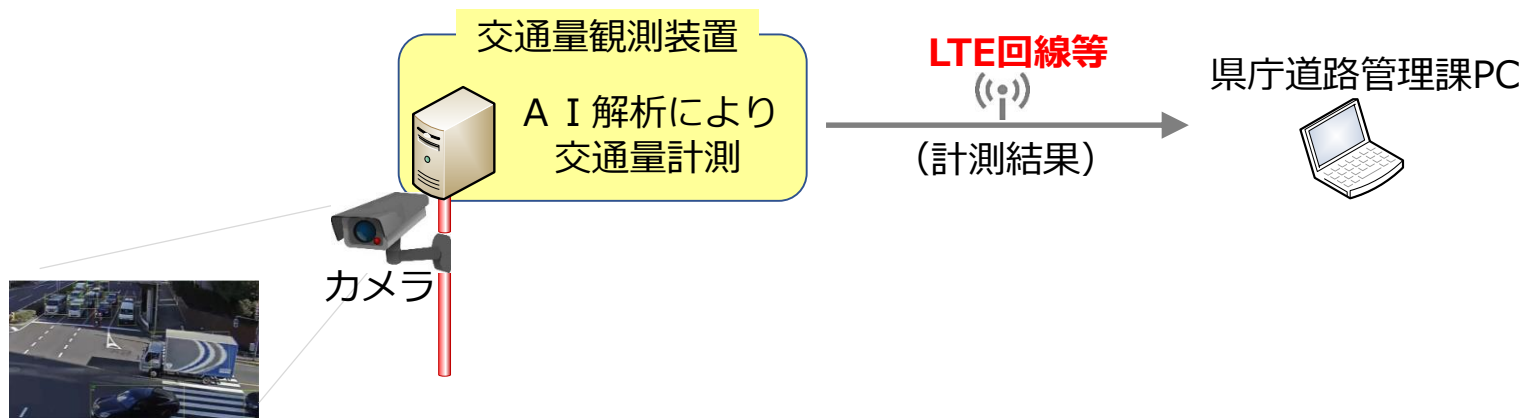 交通量観測装置
ＡＩ解析により
交通量計測
カメラ
LTE回線等
（計測結果）
県庁道路管理課PC